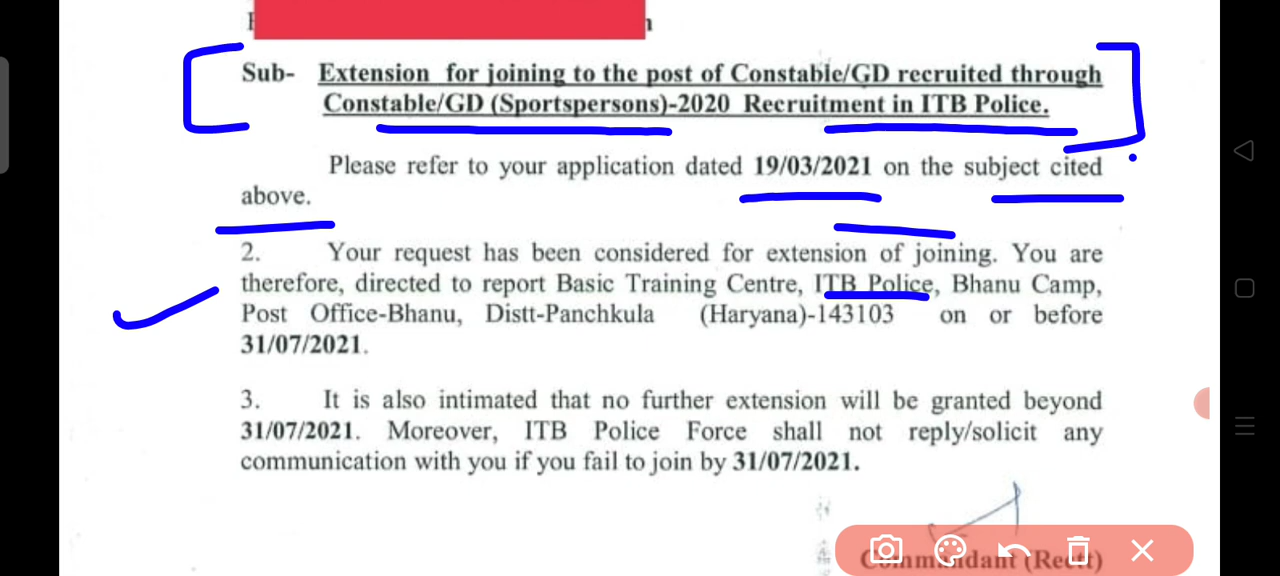 Sub- Extension for joining to the post of Constable/GD recruited through
Constable/GD (Sportspersons)-2020 Recruitment in ITB Police.
Please refer to your application dated 19/03/2021 on the subject cited
above.
2. Your request has been considered for extension of joining. You are
therefore, directed to report Basic Training Centre, ITB Police, Bhanu Camp,
Post Office-Bhanu, Distt-Panchkula (Haryana)-143103 on or before
31/07/2021.
3. It is also intimated that no further extension will be granted beyond
31/07/2021. Moreover, ITB Police Force shall not reply/solicit any
communication with you if you fail to join by 31/07/2021.
Commandant (Rectt)